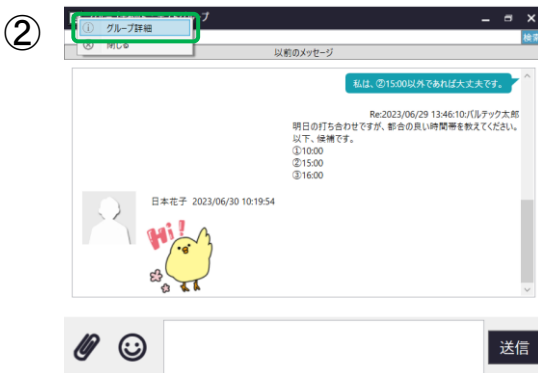 ②
プ
グループ詳細
閉じる
検索
以前のメッセージ
私は、②15:00以外であれば大丈夫です。
Re:2023/06/29 13:46:10:バルテック太郎
明日の打ち合わせですが、都合の良い時間帯を教えてください。
以下、候補です。
①10:00
②15:00
③16:00
日本花子 2023/06/30 10:19:54
Hi!
送信